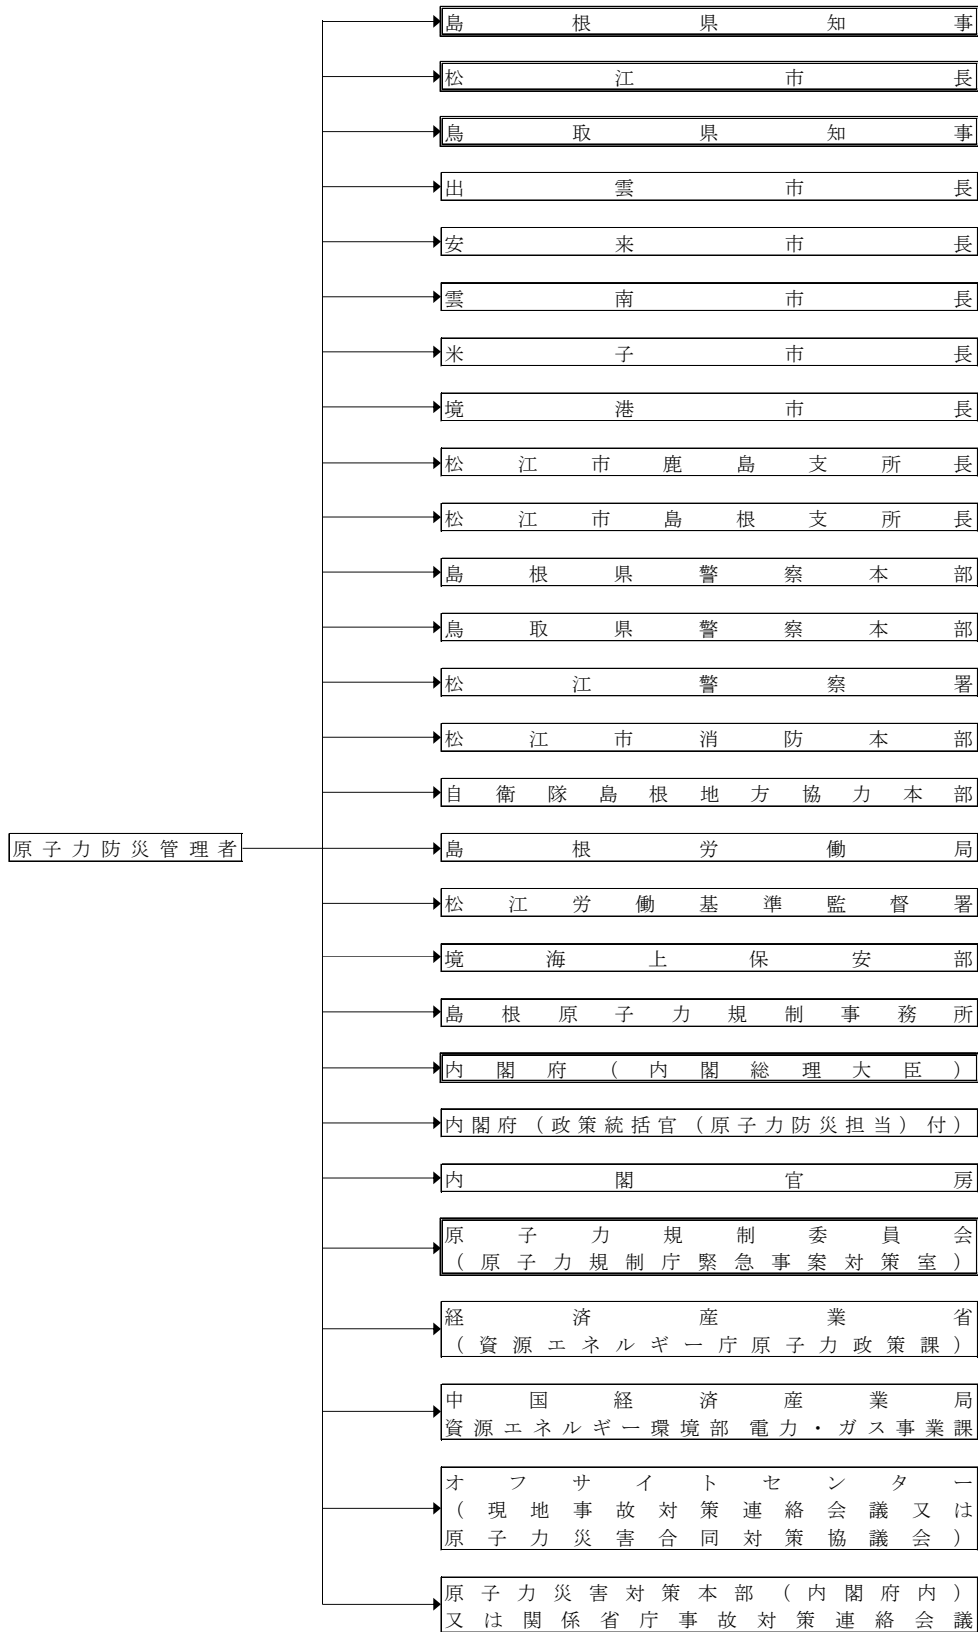 島根県知事
松江市長
鳥取県知事
出雲市長
安来市長
雲南市長
米子市長
境港市長
松江市鹿島支所長
松江市島根支所長
島根県警察本部
鳥取県警察本部
松江警察署
松江市消防本部
自衛隊島根地方協力本部
原子力防災管理者
島根労働局
松江労働基準監督署
境海上保安部
島根原子力規制事務所
内閣府（内閣総理大臣）
内閣府（政策統括官（原子力防災担当）付）
内閣官房
原子力規制委員会
（原子力規制庁緊急事案対策室）
経済産業省
（資源エネルギー庁原子力政策課）
中国経済産業局
資源エネルギー環境部 電力・ガス事業課
オフサイトセンター
（現地事故対策連絡会議又は
原子力災害合同対策協議会）
原子力災害対策本部（内閣府内）
又は関係省庁事故対策連絡会議